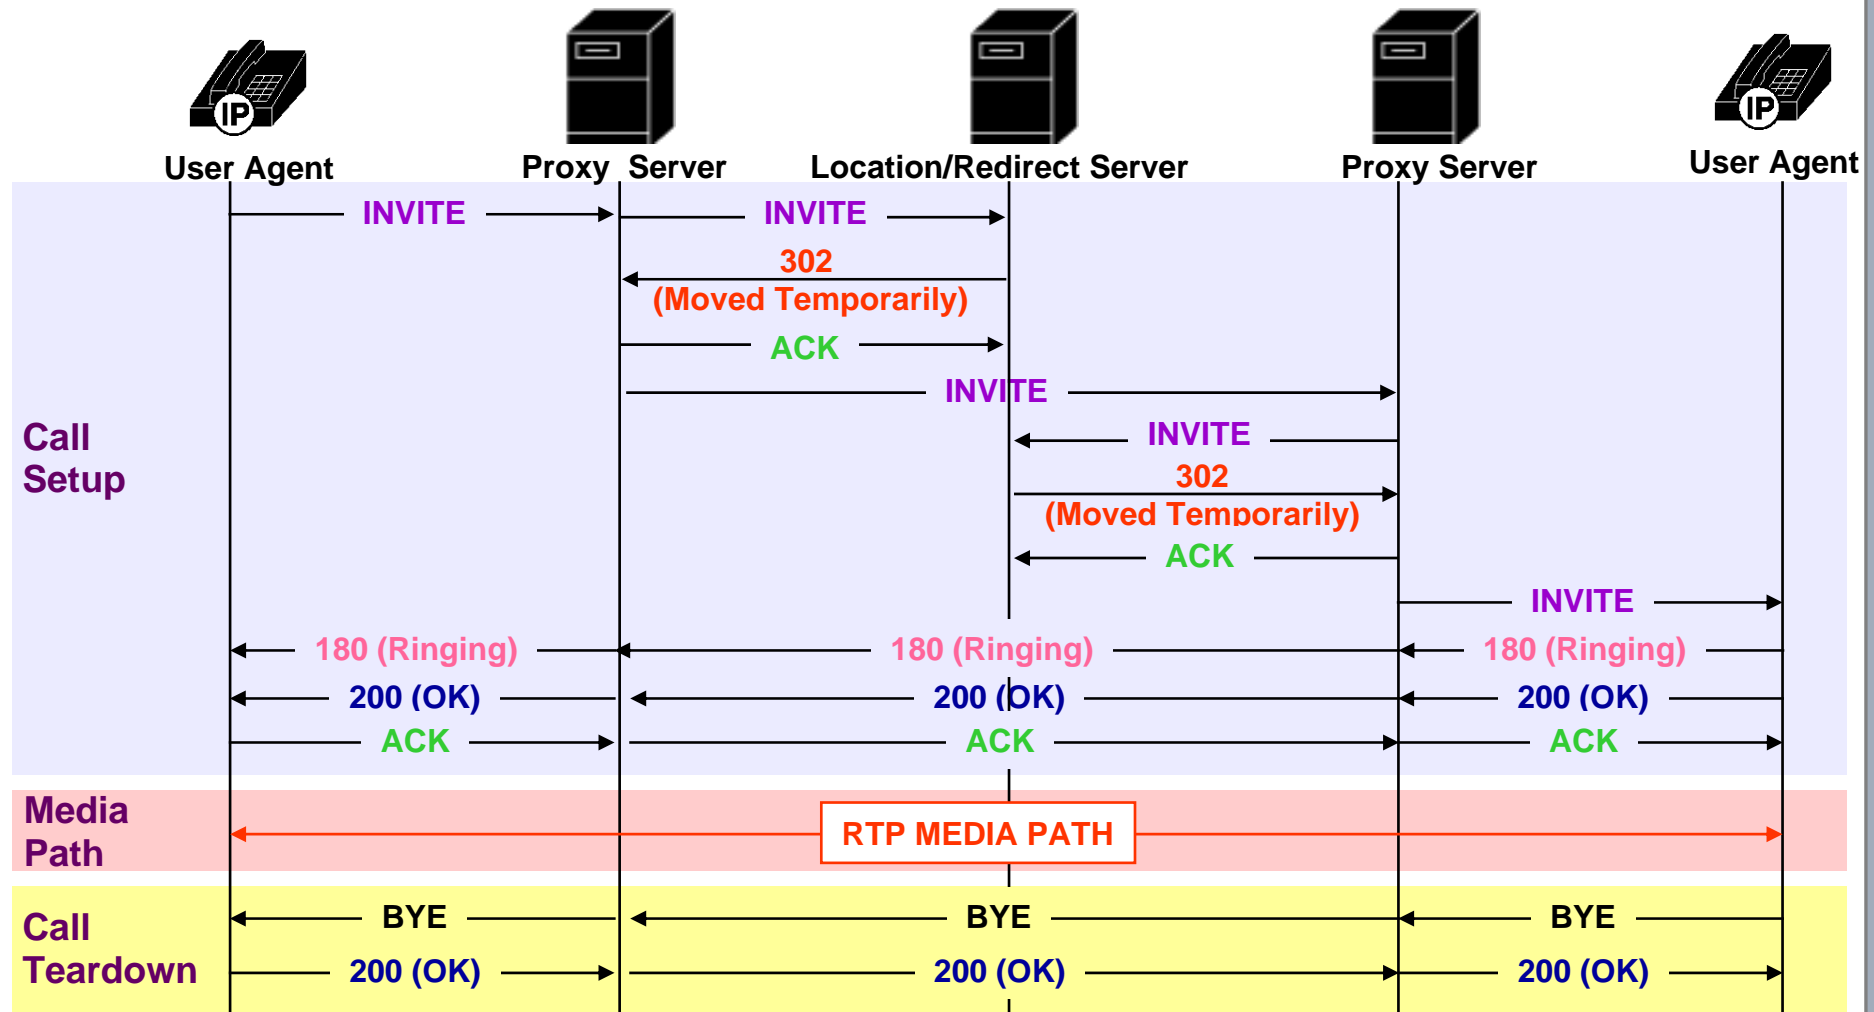 IP
IP
User Agent
Proxy Server
Location/Redirect Server
Proxy Server
User Agent
INVITE
INVITE
302
(Moved Temporarily)
ACK
INVITE
Call
Setup
INVITE
302
(Moved Temporarily)
ACK
INVITE
180 (Ringing)
180 (Ringing)
180 (Ringing)
200 (OK)
200 (OK)
200 (OK)
ACK
ACK
ACK
Media
Path
RTP MEDIA PATH
Call
Teardown
BYE
BYE
BYE
200 (OK)
200 (OK)
200 (OK)